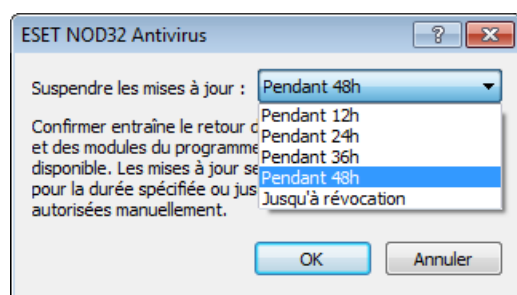 ESET NOD32 Antivirus
Suspendre les mises à jour : Pendant 48h
Pendant 12h
Pendant 24h
Pendant 36h
Pendant 48h
Jusqu'à révocation
Confirmer entraîne le retour
et des modules du programme
disponible. Les mises à jour
pour la durée spécifiée ou
autorisées manuellement.
OK Annuler